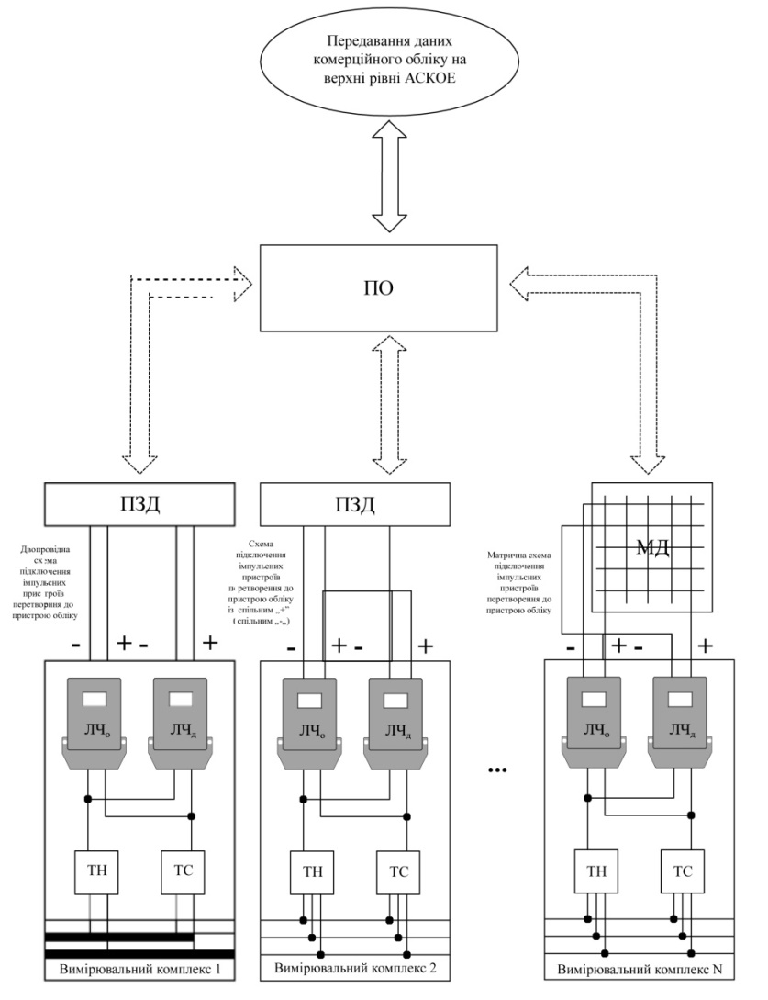 Передавання даних
комерційного обліку на
верхні рівні АСКОЕ
ПО
ПЗД
ПЗД
МД
Двопровідна
схема
підключення
імпульсних
пристроїв
перетворення до
пристрою обліку
Схема
підключення
імпульсних
пристроїв
перетворення до
пристрою обліку
із спільним „+”
(спільним „-„)
Матрична схема
підключення
імпульсних
пристроїв
перетворення до
пристрою обліку
- + - +
- + - +
- + - +
ЛЧо ЛЧд
ЛЧо ЛЧд
...
ЛЧо ЛЧд
ТН ТС
ТН ТС
ТН ТС
Вимірювальний комплекс 1
Вимірювальний комплекс 2
Вимірювальний комплекс N